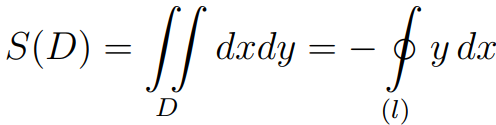 S(D) = ∬_D dxdy = − ∮_(l) y dx